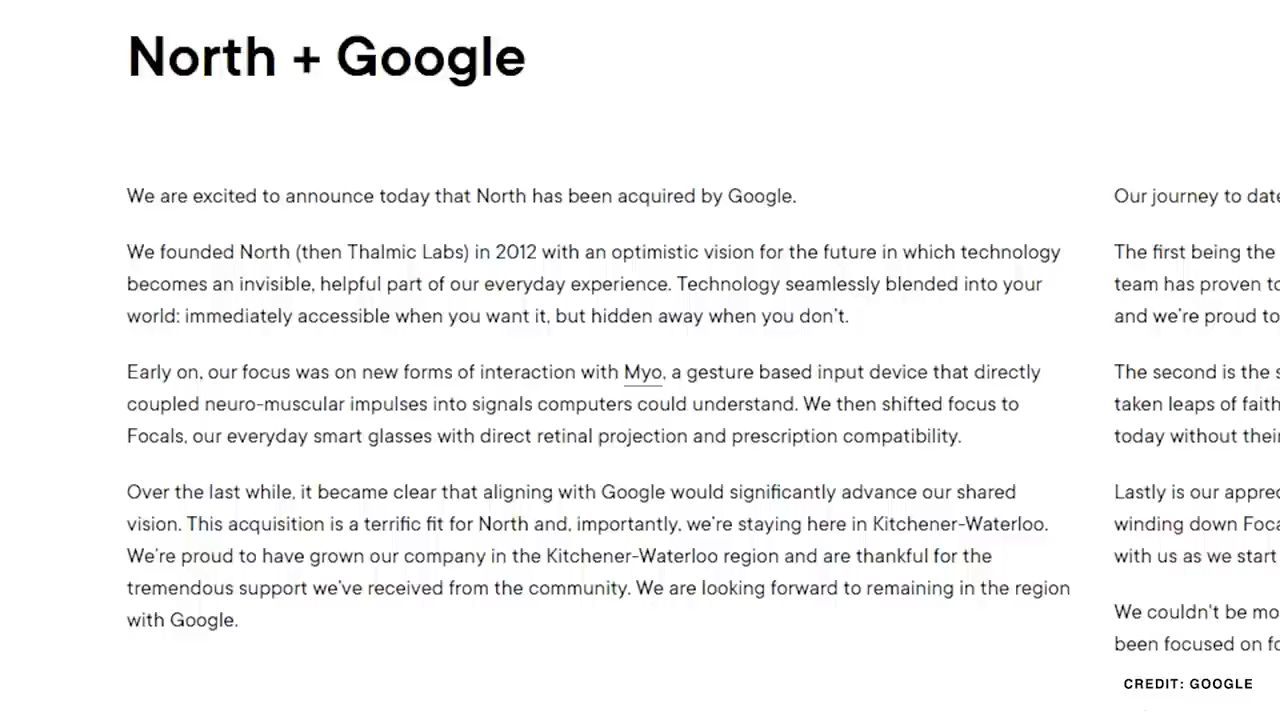 North + Google
We are excited to announce today that North has been acquired by Google.
We founded North (then Thalmic Labs) in 2012 with an optimistic vision for the future in which technology
becomes an invisible, helpful part of our everyday experience. Technology seamlessly blended into your
world: immediately accessible when you want it, but hidden away when you don't.
Early on, our focus was on new forms of interaction with Myo, a gesture based input device that directly
coupled neuro-muscular impulses into signals computers could understand. We then shifted focus to
Focals, our everyday smart glasses with direct retinal projection and prescription compatibility.
Over the last while, it became clear that aligning with Google would significantly advance our shared
vision. This acquisition is a terrific fit for North and, importantly, we're staying here in Kitchener-Waterloo.
We're proud to have grown our company in the Kitchener-Waterloo region and are thankful for the
tremendous support we've received from the community. We are looking forward to remaining in the region
with Google.
Our journey to date
The first being the
team has proven to
and we're proud to
The second is the s
taken leaps of faith
today without their
Lastly is our apprec
winding down Foca
with us as we start
We couldn't be mo
been focused on fo
CREDIT: GOOGLE